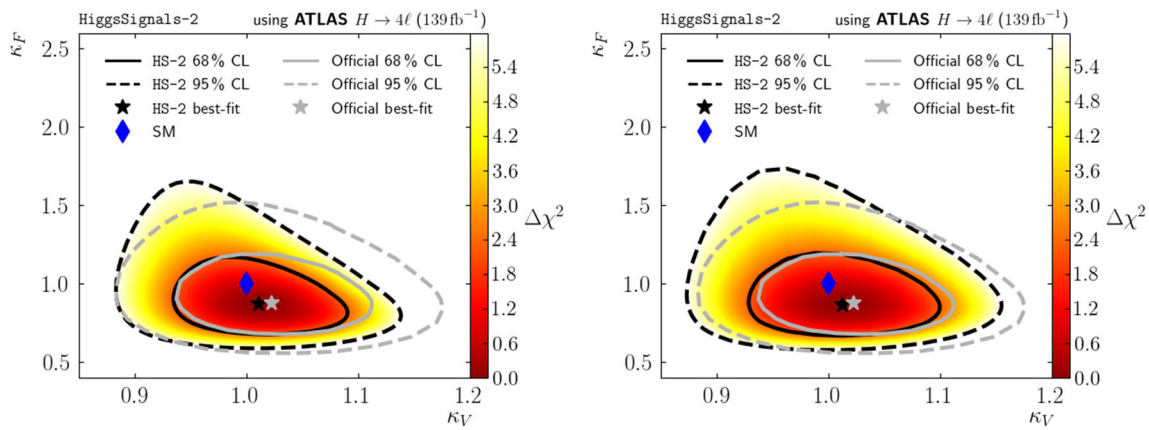 HiggsSignals-2 using ATLAS H → 4ℓ (139 fb⁻¹)
κ_F
2.5
2.0
1.5
1.0
0.5
HS-2 68% CL
HS-2 95% CL
HS-2 best-fit
SM
Official 68% CL
Official 95% CL
Official best-fit
0.9 1.0 1.1 1.2
κ_V
5.4
4.8
4.2
3.6
3.0
2.4
1.8
1.2
0.6
0.0
Δχ²
HiggsSignals-2 using ATLAS H → 4ℓ (139 fb⁻¹)
κ_F
2.5
2.0
1.5
1.0
0.5
HS-2 68% CL
HS-2 95% CL
HS-2 best-fit
SM
Official 68% CL
Official 95% CL
Official best-fit
0.9 1.0 1.1 1.2
κ_V
5.4
4.8
4.2
3.6
3.0
2.4
1.8
1.2
0.6
0.0
Δχ²